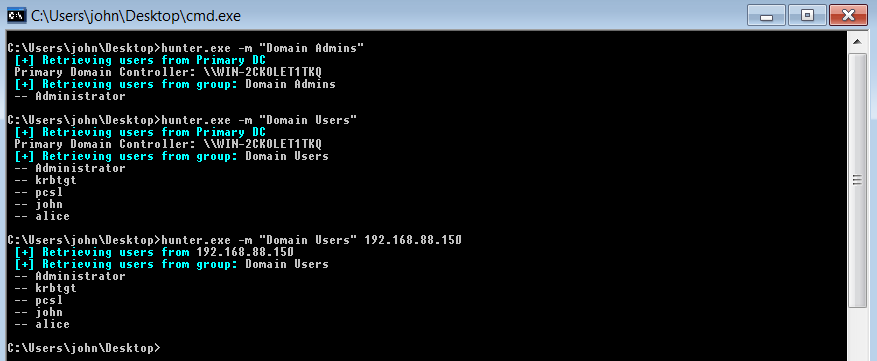 C:\Users\john\Desktop\cmd.exe
C:\Users\john\Desktop>hunter.exe -m "Domain Admins"
[+] Retrieving users from Primary DC
Primary Domain Controller: \\WIN-2CKOLET1TKQ
[+] Retrieving users from group: Domain Admins
-- Administrator
C:\Users\john\Desktop>hunter.exe -m "Domain Users"
[+] Retrieving users from Primary DC
Primary Domain Controller: \\WIN-2CKOLET1TKQ
[+] Retrieving users from group: Domain Users
-- Administrator
-- krbtgt
-- pcsl
-- john
-- alice
C:\Users\john\Desktop>hunter.exe -m "Domain Users" 192.168.88.150
[+] Retrieving users from 192.168.88.150
[+] Retrieving users from group: Domain Users
-- Administrator
-- krbtgt
-- pcsl
-- john
-- alice
C:\Users\john\Desktop>